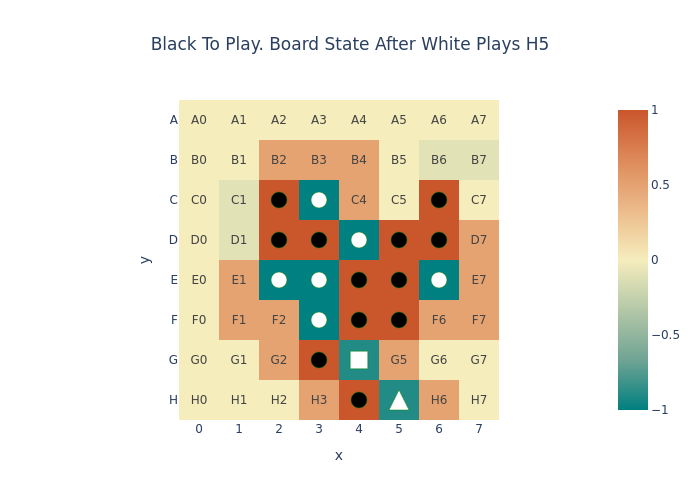 Black To Play. Board State After White Plays H5
A A0 A1 A2 A3 A4 A5 A6 A7
B B0 B1 B2 B3 B4 B5 B6 B7
C C0 C1 C4 C5 C7
D D0 D1 D7
E E0 E1 E7
F F0 F1 F2 F6 F7
G G0 G1 G2 G5 G6 G7
H H0 H1 H2 H3 H6 H7
0 1 2 3 4 5 6 7
x
y
1
0.5
0
−0.5
−1